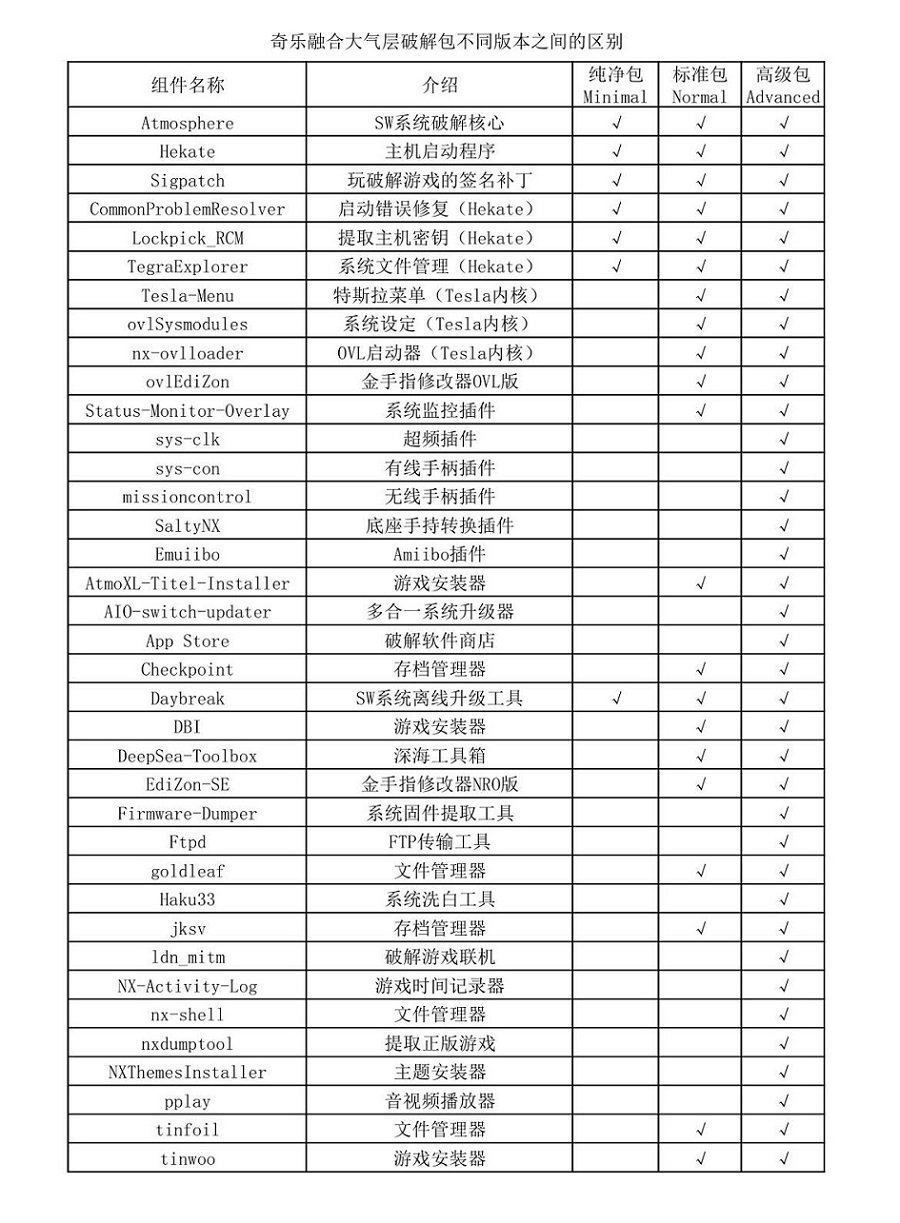 奇乐融合大气层破解包不同版本之间的区别
组件名称 介绍 纯净包 Minimal 标准包 Normal 高级包 Advanced
Atmosphere SW系统破解核心 √ √ √
Hekate 主机启动程序 √ √ √
Sigpatch 玩破解游戏的签名补丁 √ √ √
CommonProblemResolver 启动错误修复（Hekate） √ √ √
Lockpick_RCM 提取主机密钥（Hekate） √ √ √
TegraExplorer 系统文件管理（Hekate） √ √ √
Tesla-Menu 特斯拉菜单（Tesla内核） √ √
ovlSysmodules 系统设定（Tesla内核） √ √
nx-ovlloader OVL启动器（Tesla内核） √ √
ovlEdiZon 金手指修改器OVL版 √ √
Status-Monitor-Overlay 系统监控插件 √ √
sys-clk 超频插件 √
sys-con 有线手柄插件 √
missioncontrol 无线手柄插件 √
SaltyNX 底座手持转换插件 √
Emuiibo Amiibo插件 √
AtmoXL-Titel-Installer 游戏安装器 √ √
AIO-switch-updater 多合一系统升级器 √
App Store 破解软件商店 √
Checkpoint 存档管理器 √ √
Daybreak SW系统离线升级工具 √ √ √
DBI 游戏安装器 √ √
DeepSea-Toolbox 深海工具箱 √ √
EdiZon-SE 金手指修改器NRO版 √ √
Firmware-Dumper 系统固件提取工具 √
Ftpd FTP传输工具 √
goldleaf 文件管理器 √ √
Haku33 系统洗白工具 √
jksv 存档管理器 √ √
ldn_mitm 破解游戏联机 √
NX-Activity-Log 游戏时间记录器 √
nx-shell 文件管理器 √
nxdumptool 提取正版游戏 √
NXThemesInstaller 主题安装器 √
pplay 音视频播放器 √
tinfoil 文件管理器 √ √
tinwoo 游戏安装器 √ √